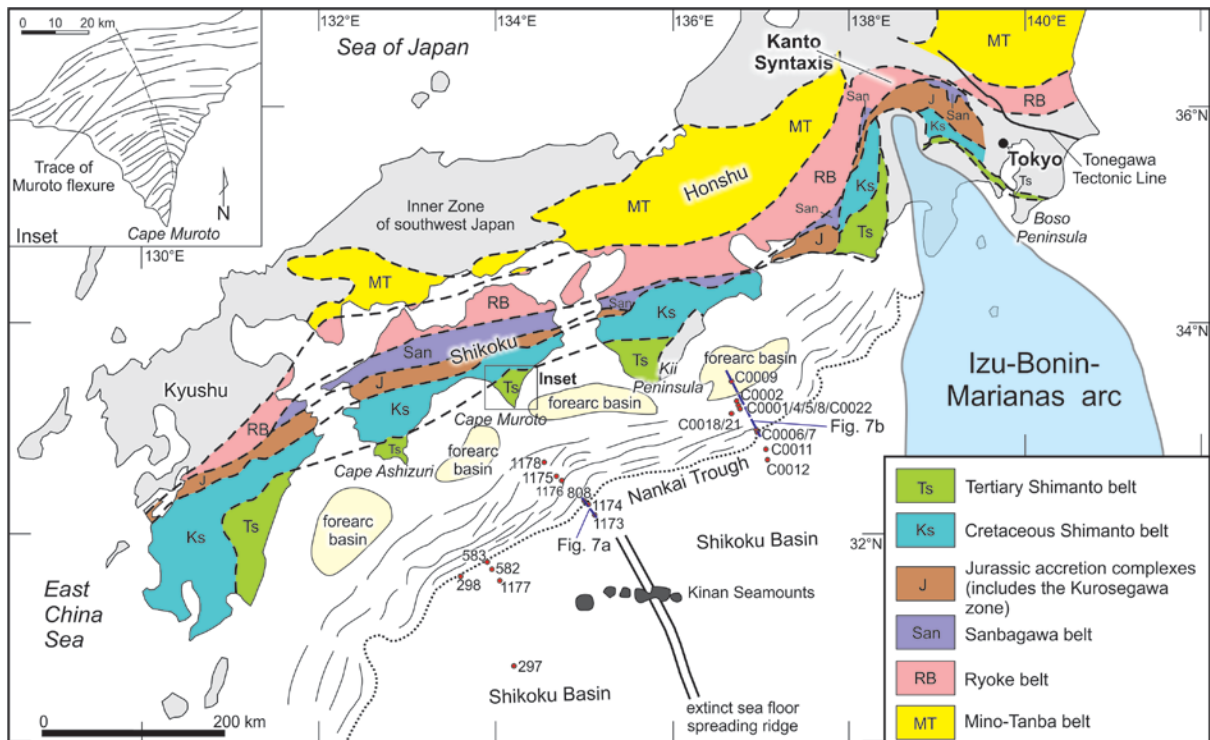 0 10 20 km
132°E
134°E
136°E
138°E
140°E
Sea of Japan
Kanto
Syntaxis
MT
San
J
San
RB
36°N
Trace of
Muroto flexure
N
Cape Muroto
Inset
130°E
MT
Honshu
Ks
Tokyo
Ts
Tonegawa
Tectonic Line
Boso
Peninsula
Inner Zone
of southwest Japan
MT
RB
Ks
San
J
Ts
MT
RB
San
Ks
34°N
San
Shikoku
J
Ts
Kii
Peninsula
forearc basin
C0009
C0002
C0001/4/5/8/C0022
C0018/21
Fig. 7b
C0006/7
C0011
C0012
Izu-Bonin-
Marianas arc
Kyushu
Ks
Ts
Inset
Cape Muroto
forearc basin
Ts
Cape Ashizuri
forearc
basin
RB
J
Ks
Ts
forearc
basin
1178
1175
1176
808
1174
1173
Fig. 7a
Nankai Trough
Shikoku Basin
32°N
583
582
298
1177
Kinan Seamounts
East
China
Sea
297
Shikoku Basin
extinct sea floor
spreading ridge
0 200 km
Ts Tertiary Shimanto belt
Ks Cretaceous Shimanto belt
J Jurassic accretion complexes
(includes the Kurosegawa
zone)
San Sanbagawa belt
RB Ryoke belt
MT Mino-Tanba belt